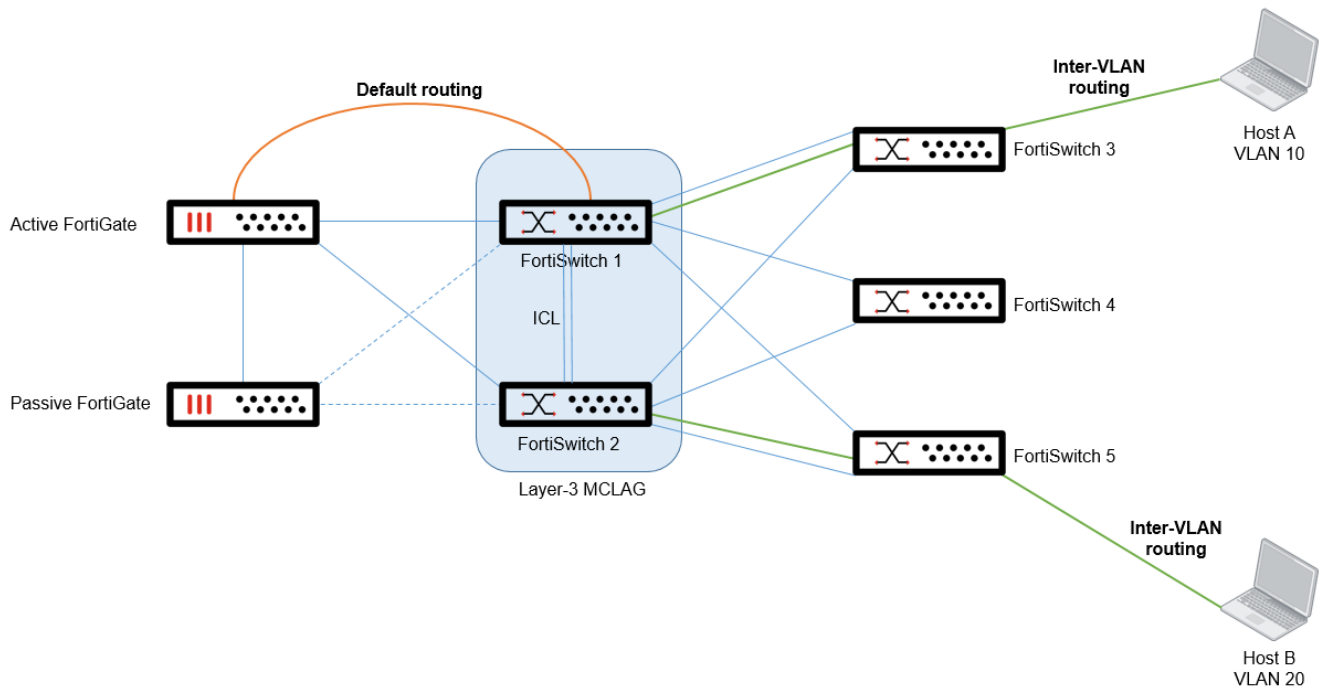 Default routing
Inter-VLAN
routing
Host A
VLAN 10
FortiSwitch 3
Active FortiGate
FortiSwitch 1
FortiSwitch 4
ICL
Passive FortiGate
FortiSwitch 2
FortiSwitch 5
Layer-3 MCLAG
Inter-VLAN
routing
Host B
VLAN 20